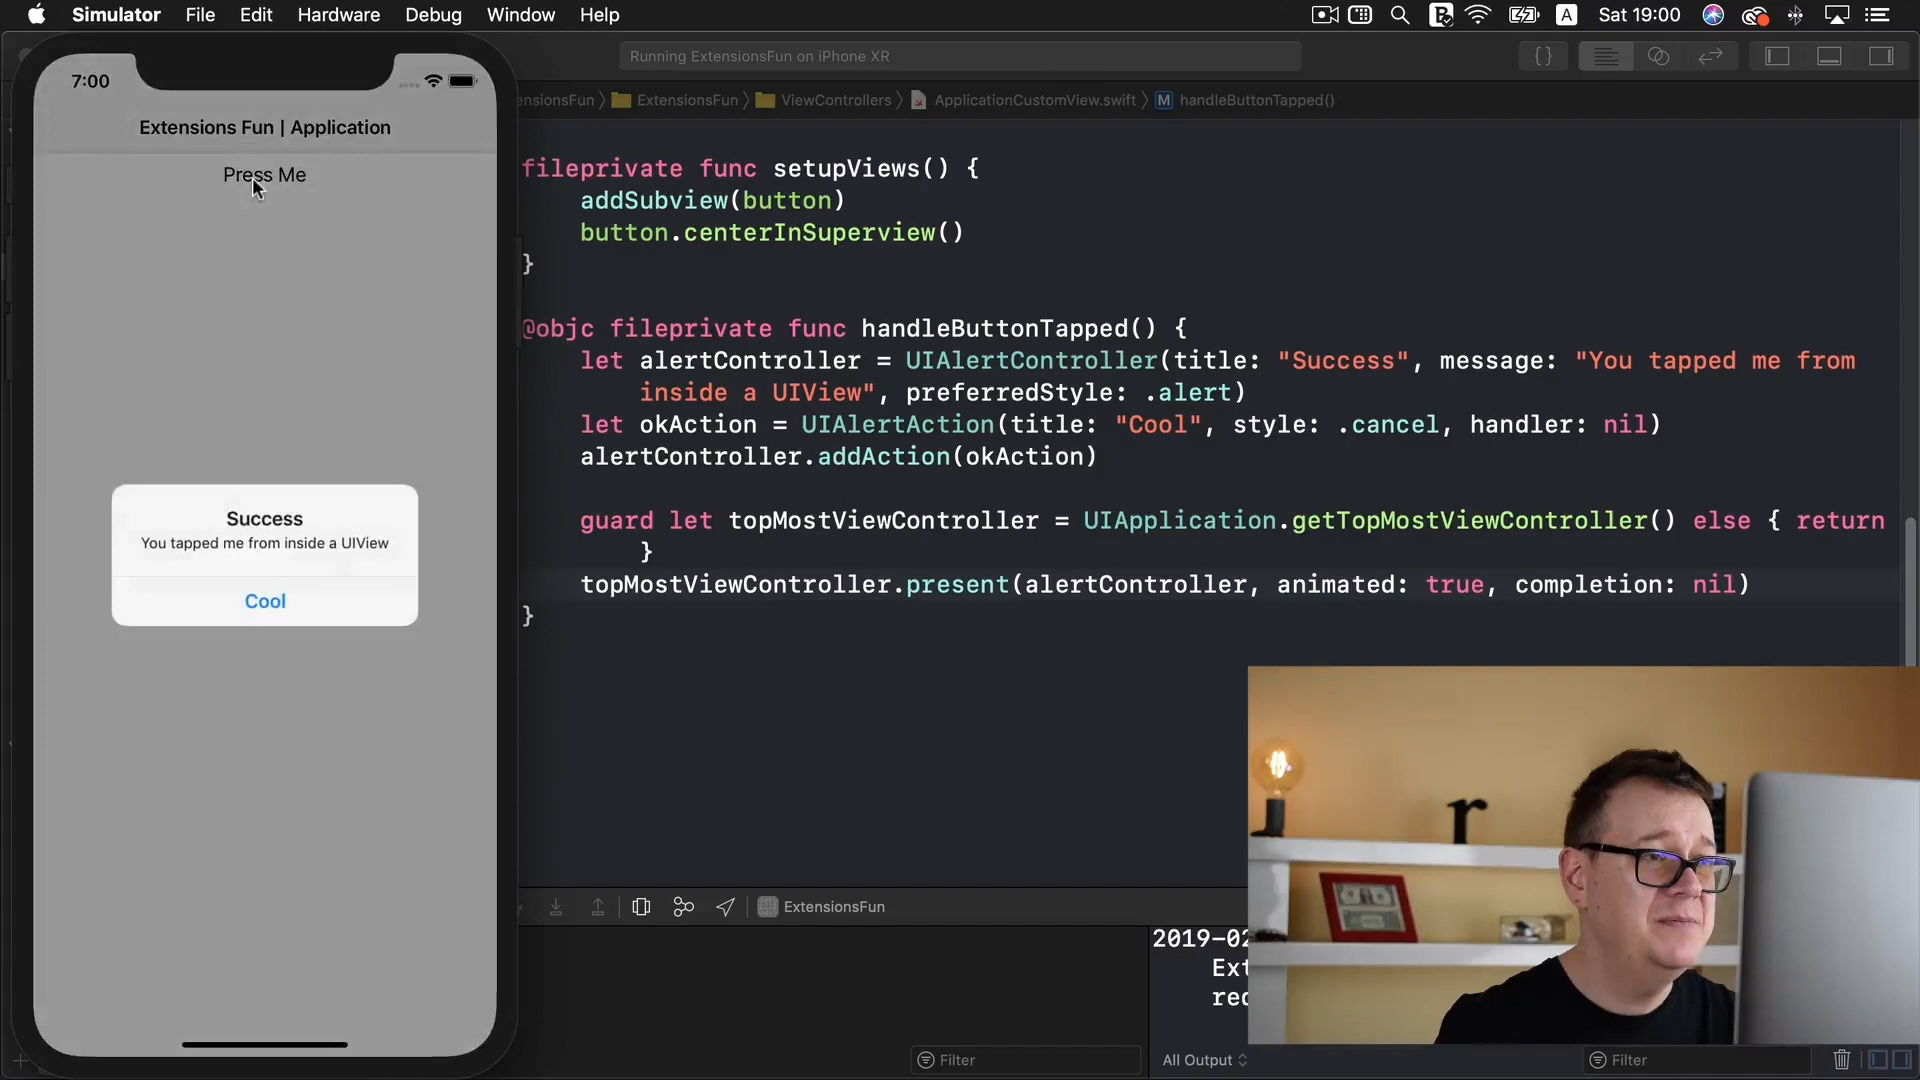 Simulator File Edit Hardware Debug Window Help
A Sat 19:00
Running ExtensionsFun on iPhone XR
{ }
7:00
Extensions Fun | Application
Press Me
Success
You tapped me from inside a UIView
Cool
ensionsFun ExtensionsFun ViewControllers ApplicationCustomView.swift M handleButtonTapped()
fileprivate func setupViews() {
addSubview(button)
button.centerInSuperview()
}
@objc fileprivate func handleButtonTapped() {
let alertController = UIAlertController(title: "Success", message: "You tapped me from
inside a UIView", preferredStyle: .alert)
let okAction = UIAlertAction(title: "Cool", style: .cancel, handler: nil)
alertController.addAction(okAction)
guard let topMostViewController = UIApplication.getTopMostViewController() else { return
}
topMostViewController.present(alertController, animated: true, completion: nil)
}
r
ExtensionsFun
2019-02
Ext
rec
Filter
All Output
Filter